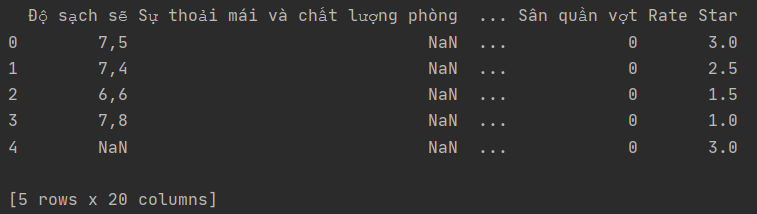 Độ sạch sẽ Sự thoải mái và chất lượng phòng ... Sân quần vợt Rate Star
0 7,5 NaN ... 0 3.0
1 7,4 NaN ... 0 2.5
2 6,6 NaN ... 0 1.5
3 7,8 NaN ... 0 1.0
4 NaN NaN ... 0 3.0
[5 rows x 20 columns]